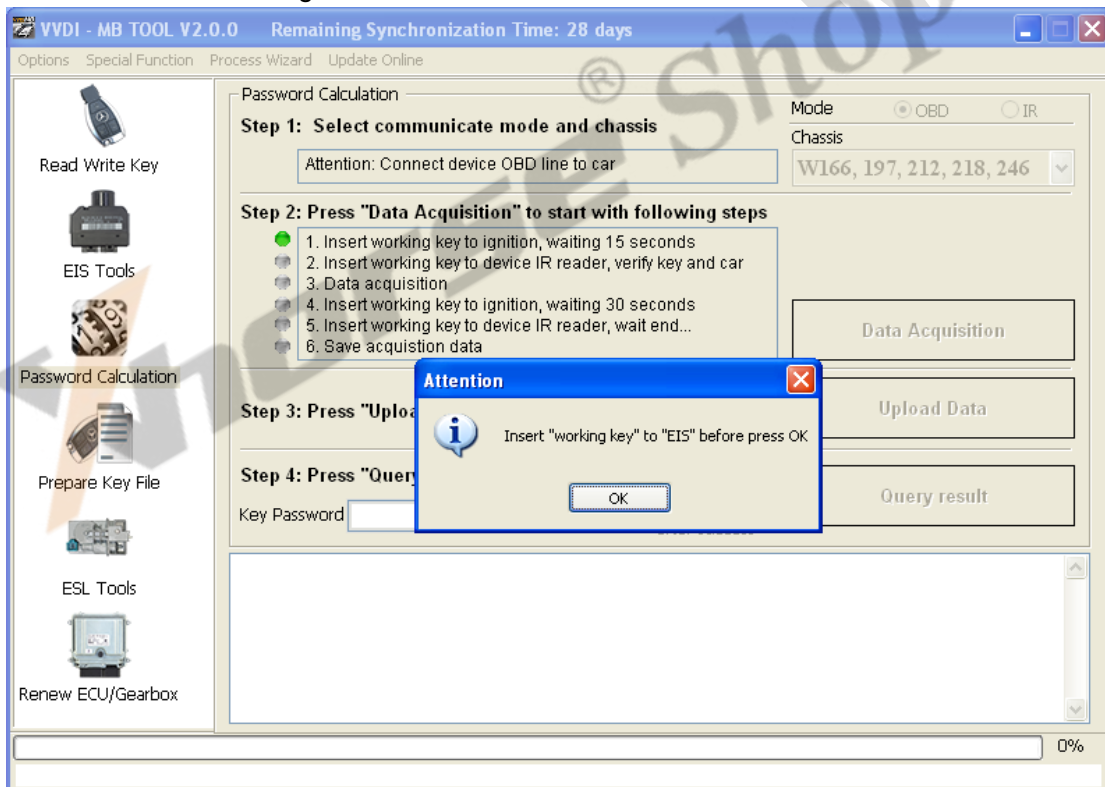 VVDI - MB TOOL V2.0.0 Remaining Synchronization Time: 28 days
Options Special Function Process Wizard Update Online
Read Write Key
EIS Tools
Password Calculation
Prepare Key File
ESL Tools
Renew ECU/Gearbox
Password Calculation
Step 1: Select communicate mode and chassis
Attention: Connect device OBD line to car
Mode OBD IR
Chassis
W166, 197, 212, 218, 246
Step 2: Press "Data Acquisition" to start with following steps
1. Insert working key to ignition, waiting 15 seconds
2. Insert working key to device IR reader, verify key and car
3. Data acquisition
4. Insert working key to ignition, waiting 30 seconds
5. Insert working key to device IR reader, wait end...
6. Save acquistion data
Data Acquisition
Step 3: Press "Uploa
Upload Data
Step 4: Press "Query
Key Password
Query result
Attention
Insert "working key" to "EIS" before press OK
OK
0%
Xhorse® Shop